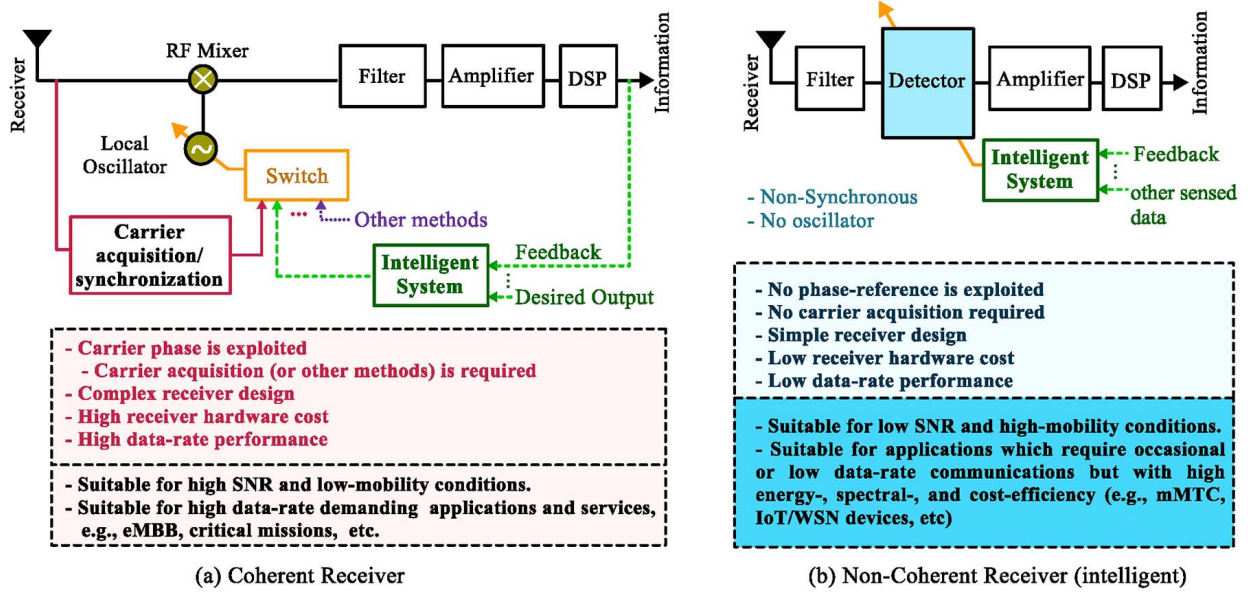 Receiver
RF Mixer
Filter
Amplifier
DSP
Information
Local
Oscillator
Switch
...
Other methods
Carrier
acquisition/
synchronization
Intelligent
System
Feedback
Desired Output
- Carrier phase is exploited
- Carrier acquisition (or other methods) is required
- Complex receiver design
- High receiver hardware cost
- High data-rate performance
- Suitable for high SNR and low-mobility conditions.
- Suitable for high data-rate demanding applications and services,
e.g., eMBB, critical missions, etc.
(a) Coherent Receiver
Receiver
Filter
Detector
Amplifier
DSP
Information
Intelligent
System
Feedback
other sensed
data
- Non-Synchronous
- No oscillator
- No phase-reference is exploited
- No carrier acquisition required
- Simple receiver design
- Low receiver hardware cost
- Low data-rate performance
- Suitable for low SNR and high-mobility conditions.
- Suitable for applications which require occasional
or low data-rate communications but with high
energy-, spectral-, and cost-efficiency (e.g., mMTC,
IoT/WSN devices, etc)
(b) Non-Coherent Receiver (intelligent)